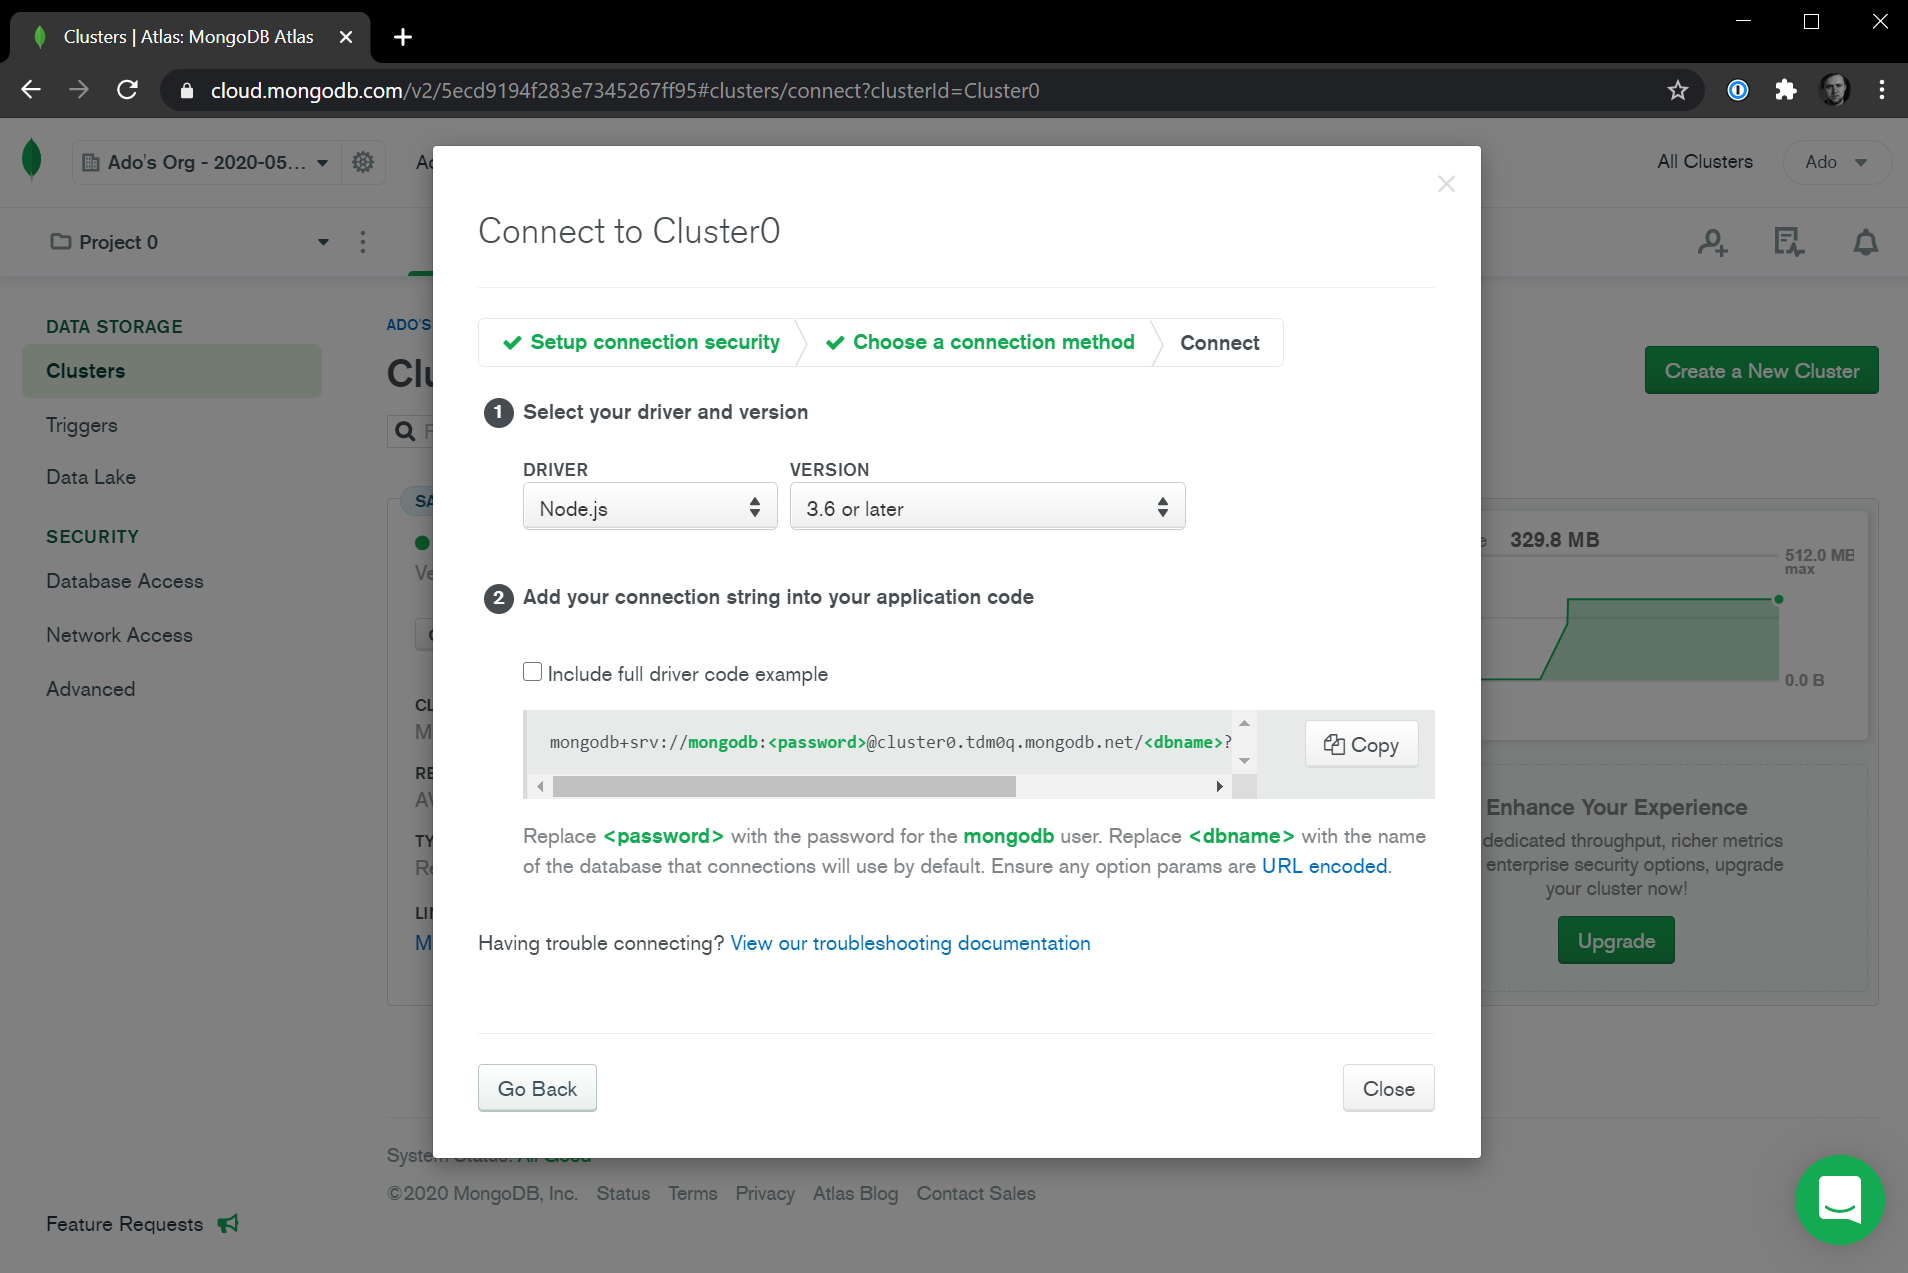 Clusters | Atlas: MongoDB Atlas
cloud.mongodb.com/v2/5ecd9194f283e7345267ff95#clusters/connect?clusterId=Cluster0
Ado's Org - 2020-05...
All Clusters
Ado
Project 0
DATA STORAGE
Clusters
Triggers
Data Lake
SECURITY
Database Access
Network Access
Advanced
Feature Requests
ADO'S
Create a New Cluster
Connect to Cluster0
Setup connection security
Choose a connection method
Connect
1 Select your driver and version
DRIVER
VERSION
Node.js
3.6 or later
2 Add your connection string into your application code
Include full driver code example
mongodb+srv://mongodb:<password>@cluster0.tdm0q.mongodb.net/<dbname>?
Copy
Replace <password> with the password for the mongodb user. Replace <dbname> with the name
of the database that connections will use by default. Ensure any option params are URL encoded.
Having trouble connecting? View our troubleshooting documentation
Go Back
Close
329.8 MB
512.0 MB
max
0.0 B
Enhance Your Experience
dedicated throughput, richer metrics
enterprise security options, upgrade
your cluster now!
Upgrade
System Status: All Good
©2020 MongoDB, Inc. Status Terms Privacy Atlas Blog Contact Sales